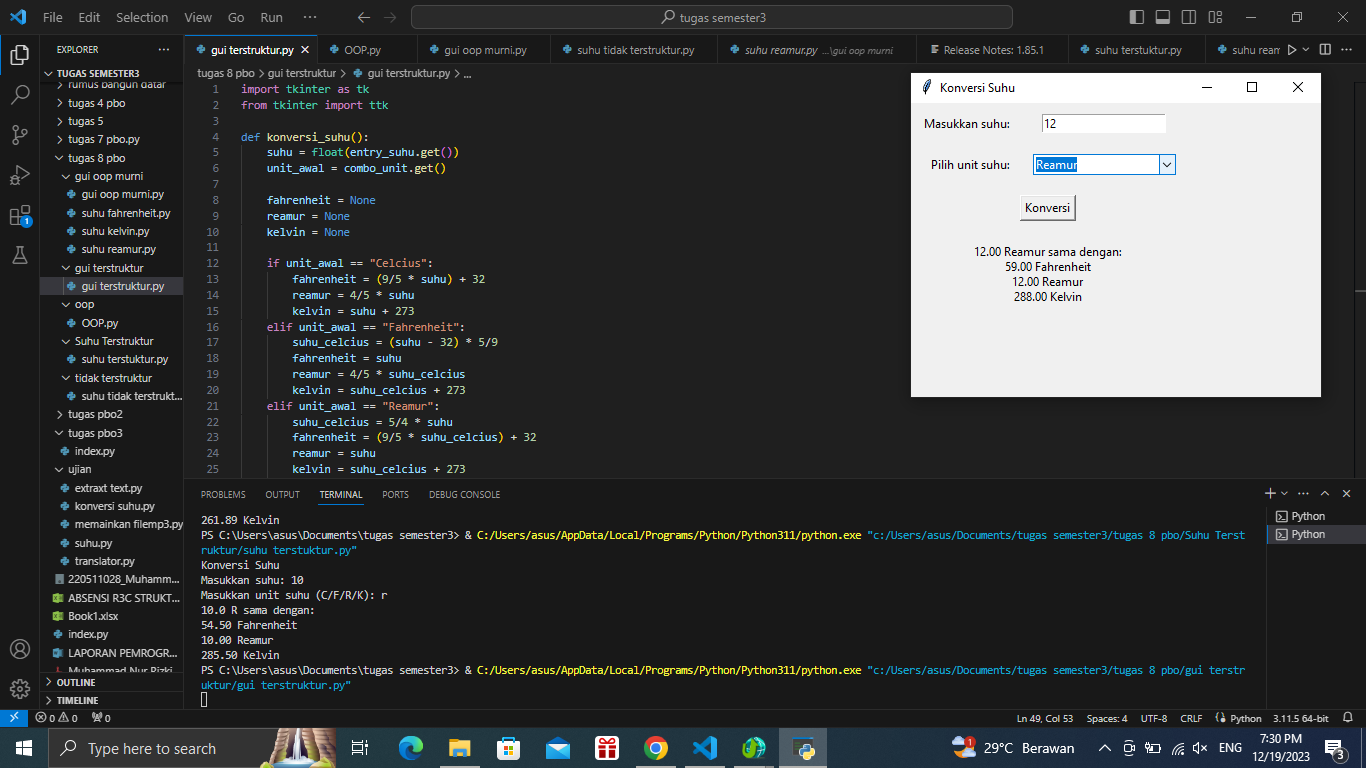 File Edit Selection View Go Run ··· tugas semester3
EXPLORER ···
TUGAS SEMESTER3
rumus bangun datar
tugas 4 pbo
tugas 5
tugas 7 pbo.py
tugas 8 pbo
gui oop murni
gui oop murni.py
suhu fahrenheit.py
suhu kelvin.py
suhu reamur.py
gui terstruktur
gui terstruktur.py
oop
OOP.py
Suhu Terstruktur
suhu terstuktur.py
tidak terstruktur
suhu tidak terstrukt...
tugas pbo2
tugas pbo3
index.py
ujian
extraxt text.py
konversi suhu.py
memainkan filemp3.py
suhu.py
translator.py
220511028_Muhamm...
ABSENSI R3C STRUKT...
Book1.xlsx
index.py
LAPORAN PEMROGR...
Muhammad Nur Rizki
OUTLINE
TIMELINE
gui terstruktur.py OOP.py gui oop murni.py suhu tidak terstruktur.py suhu reamur.py ...\gui oop murni Release Notes: 1.85.1 suhu terstuktur.py suhu rean
tugas 8 pbo > gui terstruktur > gui terstruktur.py > ...
1 import tkinter as tk
2 from tkinter import ttk
3
4 def konversi_suhu():
5 suhu = float(entry_suhu.get())
6 unit_awal = combo_unit.get()
7
8 fahrenheit = None
9 reamur = None
10 kelvin = None
11
12 if unit_awal == "Celcius":
13 fahrenheit = (9/5 * suhu) + 32
14 reamur = 4/5 * suhu
15 kelvin = suhu + 273
16 elif unit_awal == "Fahrenheit":
17 suhu_celcius = (suhu - 32) * 5/9
18 fahrenheit = suhu
19 reamur = 4/5 * suhu_celcius
20 kelvin = suhu_celcius + 273
21 elif unit_awal == "Reamur":
22 suhu_celcius = 5/4 * suhu
23 fahrenheit = (9/5 * suhu_celcius) + 32
24 reamur = suhu
25 kelvin = suhu_celcius + 273
Konversi Suhu
Masukkan suhu: 12
Pilih unit suhu: Reamur
Konversi
12.00 Reamur sama dengan:
59.00 Fahrenheit
12.00 Reamur
288.00 Kelvin
PROBLEMS OUTPUT TERMINAL PORTS DEBUG CONSOLE
261.89 Kelvin
PS C:\Users\asus\Documents\tugas semester3> & C:/Users/asus/AppData/Local/Programs/Python/Python311/python.exe "c:/Users/asus/Documents/tugas semester3/tugas 8 pbo/Suhu Terst
ruktur/suhu terstuktur.py"
Konversi Suhu
Masukkan suhu: 10
Masukkan unit suhu (C/F/R/K): r
10.0 R sama dengan:
54.50 Fahrenheit
10.00 Reamur
285.50 Kelvin
PS C:\Users\asus\Documents\tugas semester3> & C:/Users/asus/AppData/Local/Programs/Python/Python311/python.exe "c:/Users/asus/Documents/tugas semester3/tugas 8 pbo/gui terstr
uktur/gui terstruktur.py"
Python
Python
0 0 0 Ln 49, Col 53 Spaces: 4 UTF-8 CRLF Python 3.11.5 64-bit
Type here to search 29°C Berawan ENG 7:30 PM
12/19/2023 3